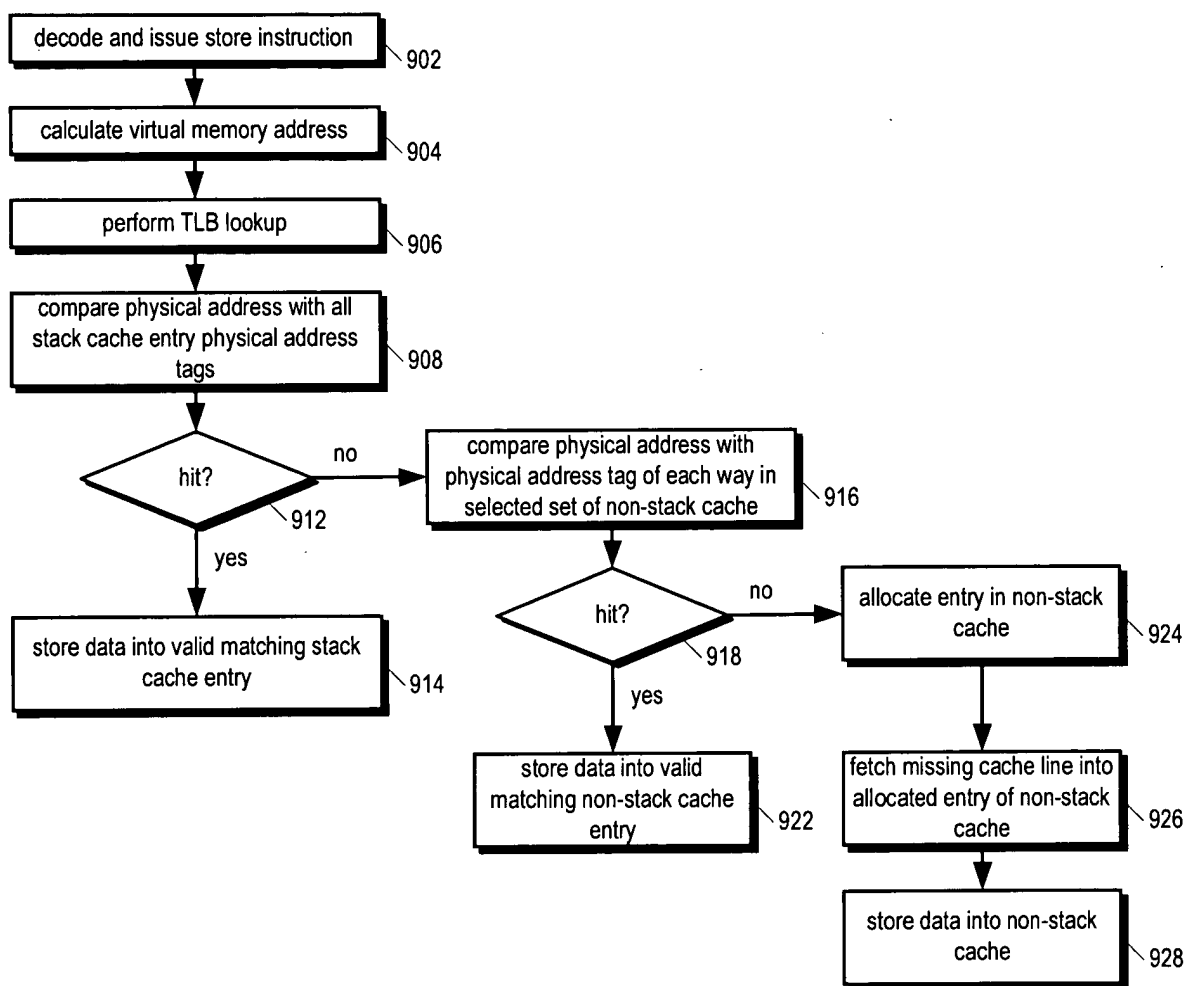 decode and issue store instruction
902
calculate virtual memory address
904
perform TLB lookup
906
compare physical address with all
stack cache entry physical address
tags
908
hit?
912
no
yes
store data into valid matching stack
cache entry
914
compare physical address with
physical address tag of each way in
selected set of non-stack cache
916
hit?
918
no
yes
store data into valid
matching non-stack cache
entry
922
allocate entry in non-stack
cache
924
fetch missing cache line into
allocated entry of non-stack
cache
926
store data into non-stack
cache
928